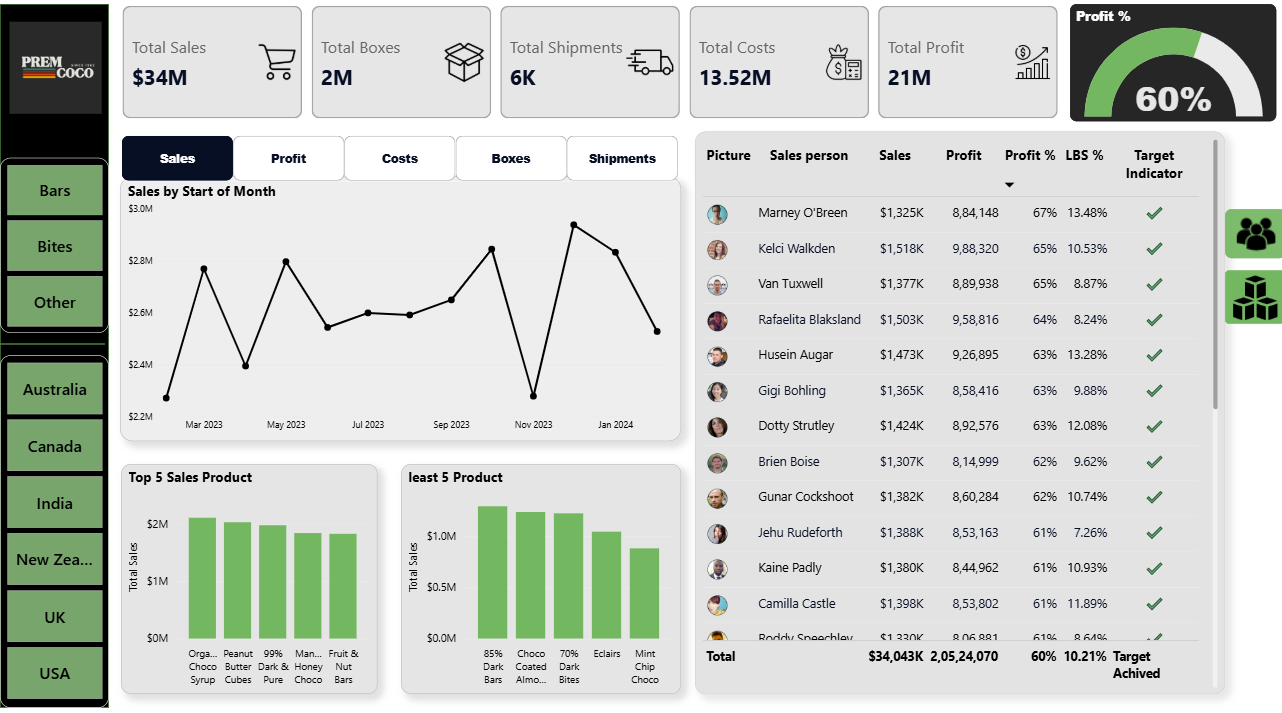 PREM
SINCE 1992
COCO
Bars
Bites
Other
Australia
Canada
India
New Zea...
UK
USA
Total Sales
$34M
Total Boxes
2M
Total Shipments
6K
Total Costs
13.52M
Total Profit
21M
Profit %
60%
Sales Profit Costs Boxes Shipments
Sales by Start of Month
$3.0M
$2.8M
$2.6M
$2.4M
$2.2M
Mar 2023 May 2023 Jul 2023 Sep 2023 Nov 2023 Jan 2024
Top 5 Sales Product
Total Sales
$2M
$1M
$0M
Orga... Choco Syrup
Peanut Butter Cubes
99% Dark & Pure
Man... Honey Choco
Fruit & Nut Bars
least 5 Product
Total Sales
$1.0M
$0.5M
$0.0M
85% Dark Bars
Choco Coated Almo...
70% Dark Bites
Eclairs
Mint Chip Choco
Picture Sales person Sales Profit Profit % LBS % Target Indicator
Marney O'Breen $1,325K 8,84,148 67% 13.48%
Kelci Walkden $1,518K 9,88,320 65% 10.53%
Van Tuxwell $1,377K 8,89,938 65% 8.87%
Rafaelita Blaksland $1,503K 9,58,816 64% 8.24%
Husein Augar $1,473K 9,26,895 63% 13.28%
Gigi Bohling $1,365K 8,58,416 63% 9.88%
Dotty Strutley $1,424K 8,92,576 63% 12.08%
Brien Boise $1,307K 8,14,999 62% 9.62%
Gunar Cockshoot $1,382K 8,60,284 62% 10.74%
Jehu Rudeforth $1,388K 8,53,163 61% 7.26%
Kaine Padly $1,380K 8,44,962 61% 10.93%
Camilla Castle $1,398K 8,53,802 61% 11.89%
Roddy Speechley $1,330K 8,06,881 61% 8.64%
Total $34,043K 2,05,24,070 60% 10.21% Target Achived